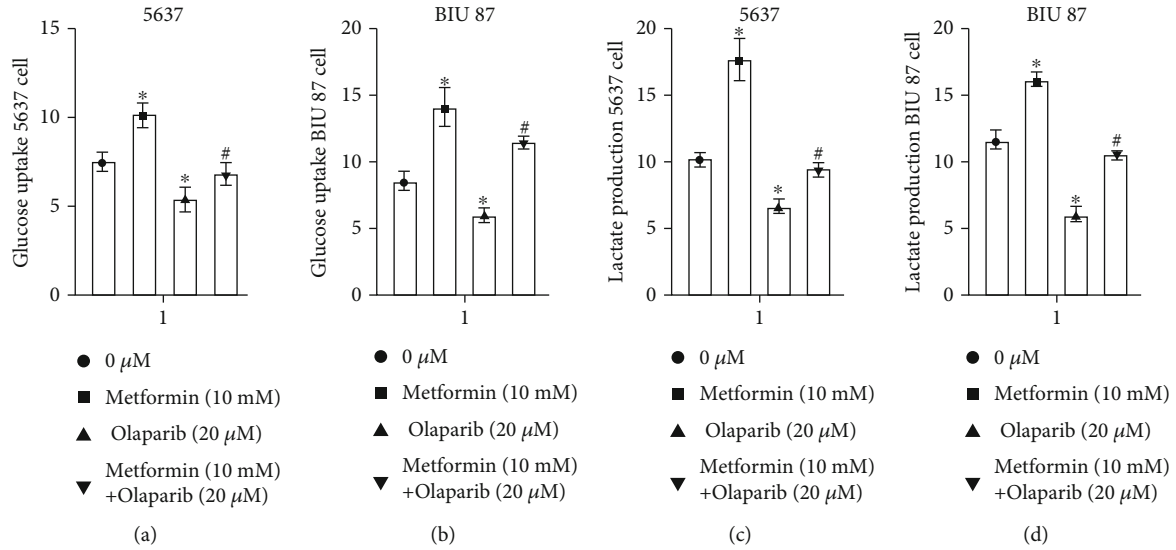 5637
Glucose uptake 5637 cell
15
10
5
0
*
*
#
1
● 0 μM
■ Metformin (10 mM)
▲ Olaparib (20 μM)
▼ Metformin (10 mM)
+Olaparib (20 μM)
(a)
BIU 87
Glucose uptake BIU 87 cell
20
15
10
5
0
*
*
#
1
● 0 μM
■ Metformin (10 mM)
▲ Olaparib (20 μM)
▼ Metformin (10 mM)
+Olaparib (20 μM)
(b)
5637
Lactate production 5637 cell
20
15
10
5
0
*
*
#
1
● 0 μM
■ Metformin (10 mM)
▲ Olaparib (20 μM)
▼ Metformin (10 mM)
+Olaparib (20 μM)
(c)
BIU 87
Lactate production BIU 87 cell
20
15
10
5
0
*
*
#
1
● 0 μM
■ Metformin (10 mM)
▲ Olaparib (20 μM)
▼ Metformin (10 mM)
+Olaparib (20 μM)
(d)